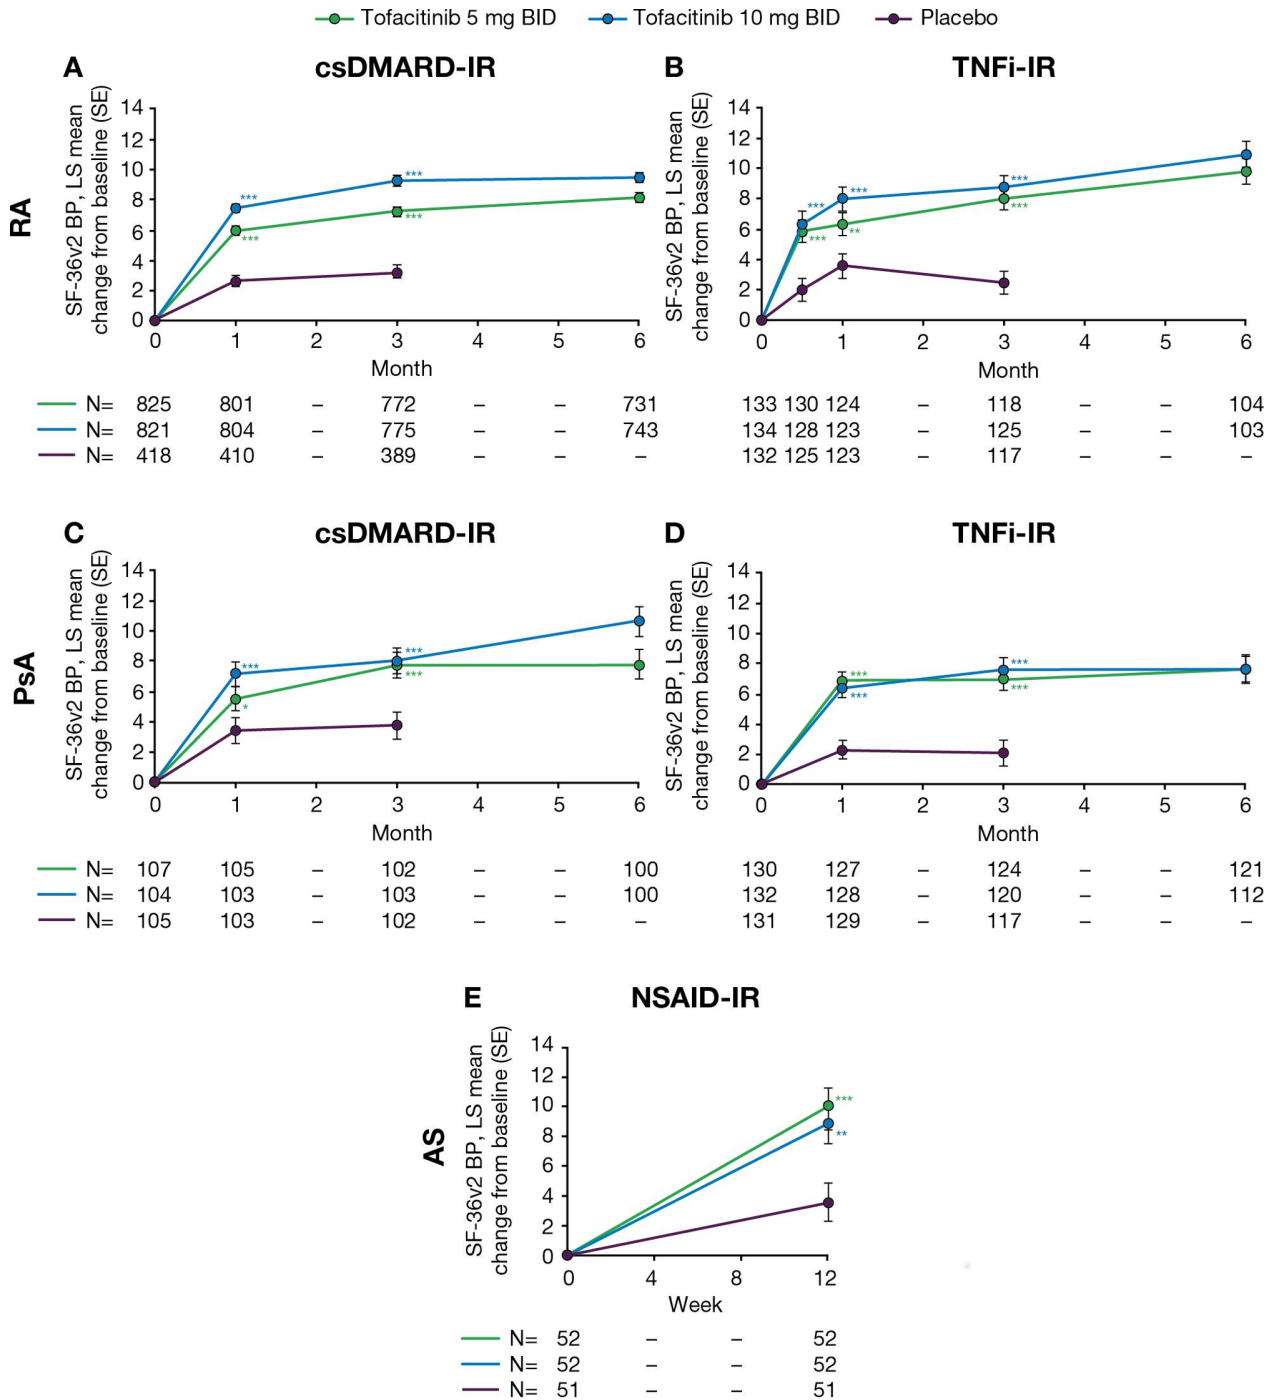 Tofacitinib 5 mg BID Tofacitinib 10 mg BID Placebo
A csDMARD-IR
RA
SF-36v2 BP, LS mean
change from baseline (SE)
14
12
10
8
6
4
2
0
***
***
***
***
0 1 2 3 4 5 6
Month
N= 825 801 – 772 – – 731
N= 821 804 – 775 – – 743
N= 418 410 – 389 – – –
B TNFi-IR
SF-36v2 BP, LS mean
change from baseline (SE)
14
12
10
8
6
4
2
0
***
***
***
**
***
***
0 1 2 3 4 5 6
Month
133 130 124 – 118 – – 104
134 128 123 – 125 – – 103
132 125 123 – 117 – – –
C csDMARD-IR
PsA
SF-36v2 BP, LS mean
change from baseline (SE)
14
12
10
8
6
4
2
0
***
*
***
***
0 1 2 3 4 5 6
Month
N= 107 105 – 102 – – 100
N= 104 103 – 103 – – 100
N= 105 103 – 102 – – –
D TNFi-IR
SF-36v2 BP, LS mean
change from baseline (SE)
14
12
10
8
6
4
2
0
***
***
***
***
0 1 2 3 4 5 6
Month
130 127 – 124 – – 121
132 128 – 120 – – 112
131 129 – 117 – – –
E NSAID-IR
AS
SF-36v2 BP, LS mean
change from baseline (SE)
14
12
10
8
6
4
2
0
***
**
0 4 8 12
Week
N= 52 – – 52
N= 52 – – 52
N= 51 – – 51